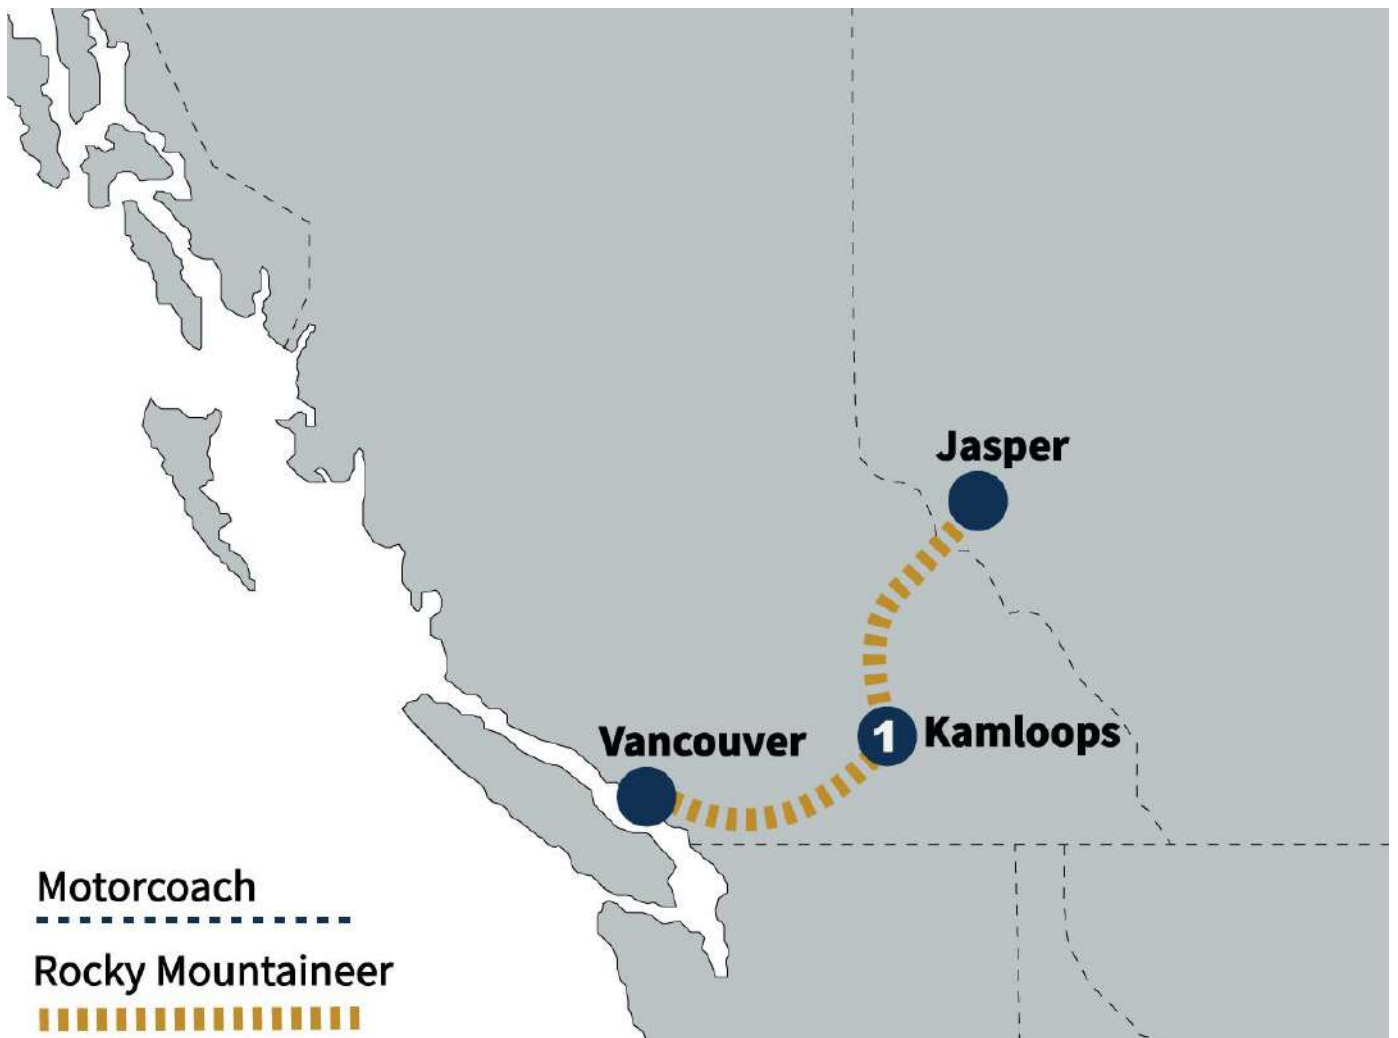 Jasper
1 Kamloops
Vancouver
Motorcoach
Rocky Mountaineer